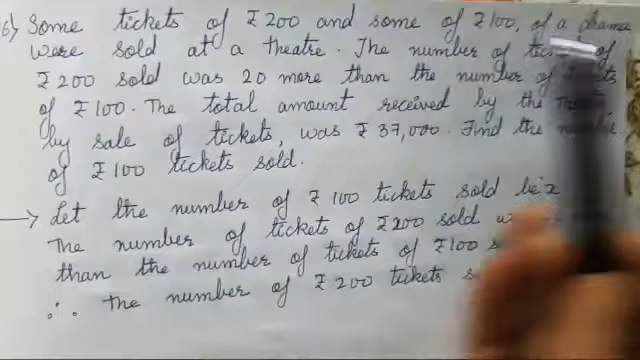 6) Some tickets of ₹200 and some of ₹100, of a drama
were sold at a theatre. The number of of
₹200 sold was 20 more than the number of
of ₹100. The total amount received by the
by sale of tickets, was ₹37,000. Find the
of ₹100 tickets sold.
→ Let the number of ₹100 tickets sold be x
The number of tickets of ₹200 sold
than the number of tickets of ₹100
∴ The number of ₹200 tickets